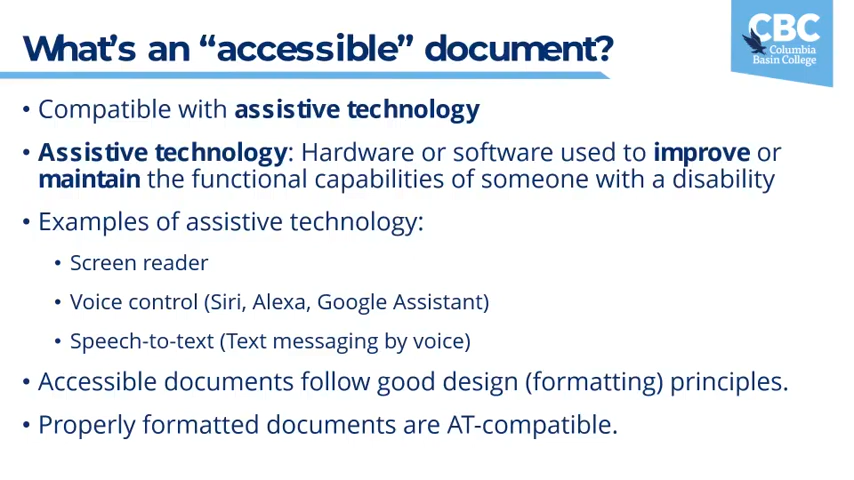 What's an “accessible” document?
CBC
Columbia
Basin College
• Compatible with assistive technology
• Assistive technology: Hardware or software used to improve or
maintain the functional capabilities of someone with a disability
• Examples of assistive technology:
• Screen reader
• Voice control (Siri, Alexa, Google Assistant)
• Speech-to-text (Text messaging by voice)
• Accessible documents follow good design (formatting) principles.
• Properly formatted documents are AT-compatible.